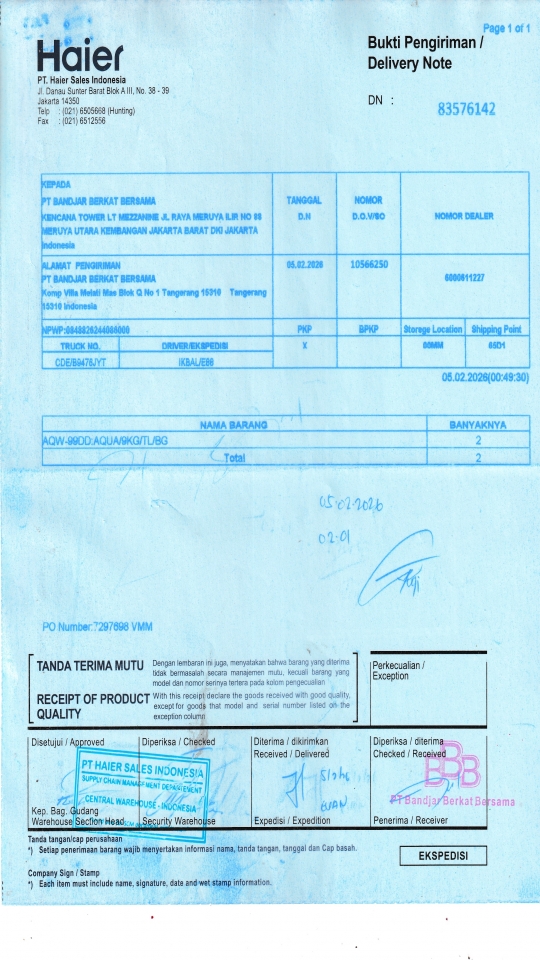 Page 1 of 1
Haier
Bukti Pengiriman /
Delivery Note
PT. Haier Sales Indonesia
Jl. Danau Sunter Barat Blok A III, No. 38 - 39
Jakarta 14350
Telp : (021) 6505668 (Hunting)
Fax : (021) 6512556
DN : 83576142
KEPADA
PT BANDJAR BERKAT BERSAMA
KENCANA TOWER LT MEZZANINE JL RAYA MERUYA ILIR NO 88
MERUYA UTARA KEMBANGAN JAKARTA BARAT DKI JAKARTA
Indonesia
TANGGAL D.N
NOMOR D.O.V/SO
NOMOR DEALER
ALAMAT PENGIRIMAN
PT BANDJAR BERKAT BERSAMA
Komp Villa Melati Mas Blok Q No 1 Tangerang 15310 Tangerang
15310 Indonesia
05.02.2026
10566250
6000611227
PKP BPKP Storege Location Shipping Point
TRUCK NO. DRIVER/EKSPEDISI X
CDE/B9476JYT IKBAL/E86
05.02.2026(00:49:30)
NAMA BARANG BANYAKNYA
AQW-99DD:AQUA/9KG/TL/BG 2
Total 2
05.02.2026
02.01
PO Number:7297698 VMM
TANDA TERIMA MUTU
Dengan lembaran ini juga, menyatakan bahwa barang yang diterima
tidak bermasalah secara manajemen mutu, kecuali barang yang
model dan nomor serinya tertera pada kolom pengecualian
RECEIPT OF PRODUCT
QUALITY
With this receipt declare the goods received with good quality,
except for goods that model and serial number listed on the
exception column
Perkecualian /
Exception
Disetujui / Approved
Diperiksa / Checked
Diterima / dikirimkan
Received / Delivered
Diperiksa / diterima
Checked / Received
PT HAIER SALES INDONESIA
SUPPLY CHAIN MANAGEMENT DEPARTEMENT
CENTRAL WAREHOUSE - INDONESIA
BBB
PT Bandjar Berkat Bersama
Kep. Bag. Gudang
Warehouse Section Head
Security Warehouse
Expedisi / Expedition
Penerima / Receiver
Tanda tangan/cap perusahaan
*) Setiap penerimaan barang wajib menyertakan informasi nama, tanda tangan, tanggal dan Cap basah.
EKSPEDISI
Company Sign / Stamp
*) Each item must include name, signature, date and wet stamp information.